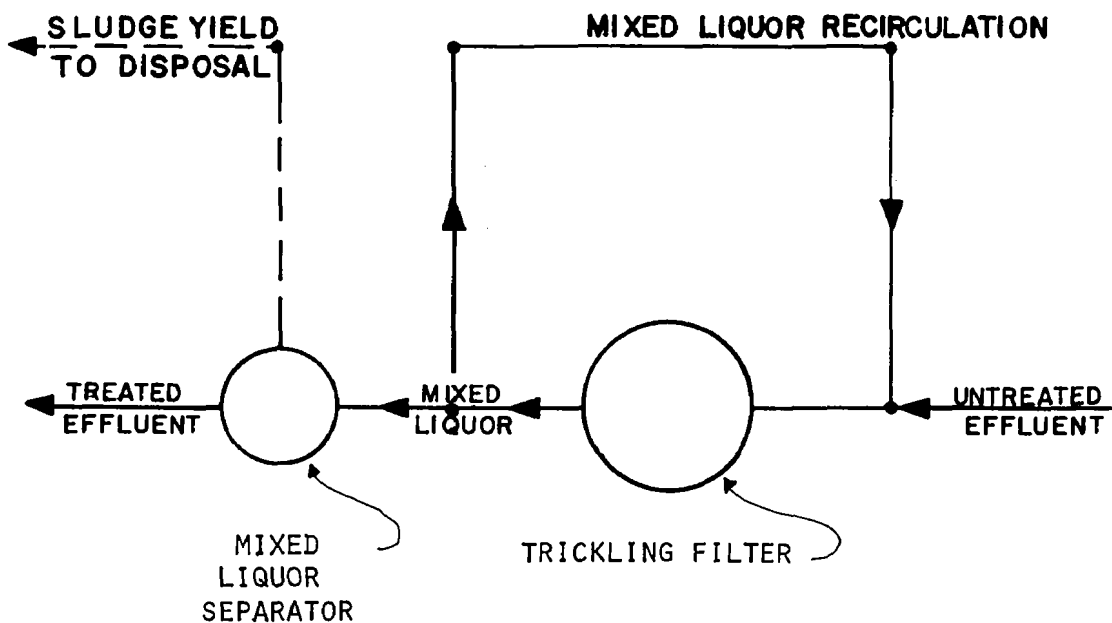 SLUDGE YIELD
TO DISPOSAL
MIXED LIQUOR RECIRCULATION
TREATED
EFFLUENT
MIXED
LIQUOR
UNTREATED
EFFLUENT
MIXED
LIQUOR
SEPARATOR
TRICKLING FILTER